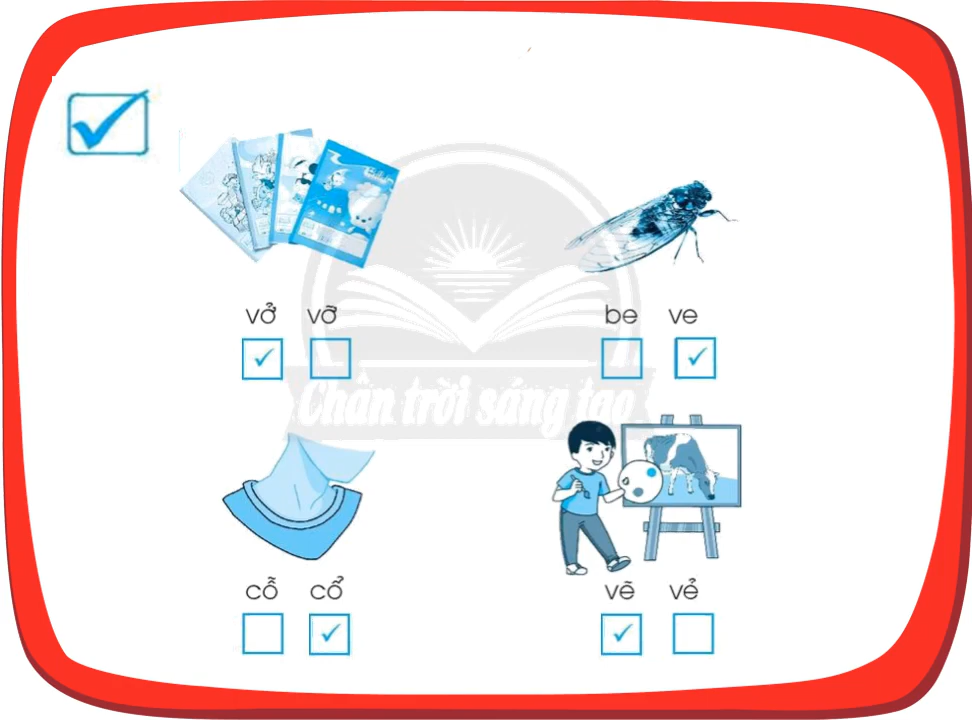 vở vỡ
be ve
Chân trời sáng tạo
cỗ cổ
vẽ vẻ